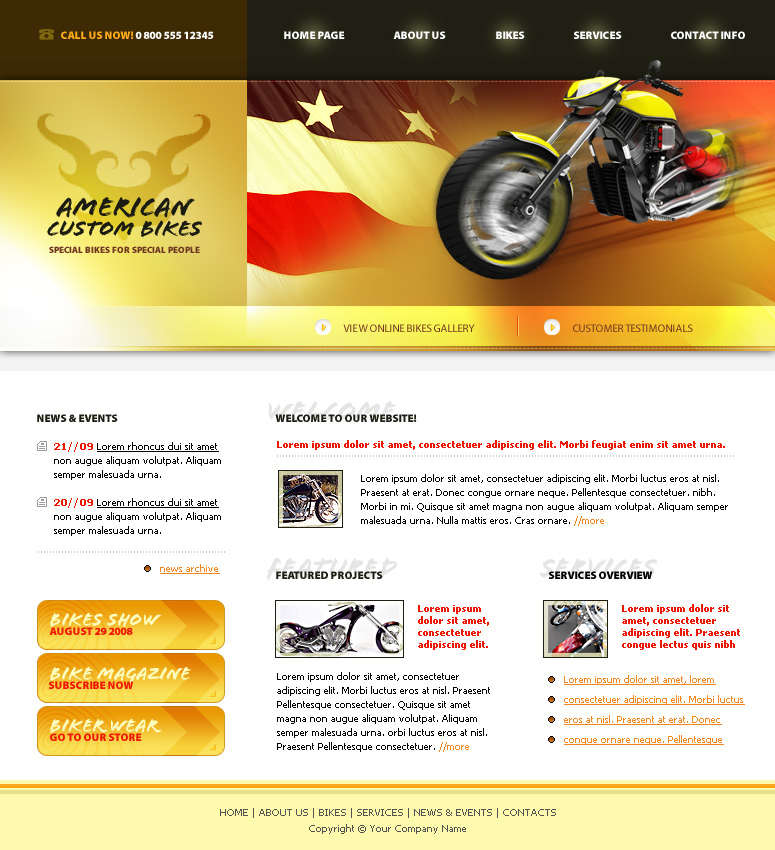 CALL US NOW! 0 800 555 12345
HOME PAGE
ABOUT US
BIKES
SERVICES
CONTACT INFO
AMERICAN
CUSTOM BIKES
SPECIAL BIKES FOR SPECIAL PEOPLE
VIEW ONLINE BIKES GALLERY
CUSTOMER TESTIMONIALS
NEWS & EVENTS
21//09 Lorem rhoncus dui sit amet
non augue aliquam volutpat. Aliquam
semper malesuada urna.
20//09 Lorem rhoncus dui sit amet
non augue aliquam volutpat. Aliquam
semper malesuada urna.
news archive
BIKES SHOW
AUGUST 29 2008
BIKE MAGAZINE
SUBSCRIBE NOW
BIKER WEAR
GO TO OUR STORE
WELCOME
WELCOME TO OUR WEBSITE!
Lorem ipsum dolor sit amet, consectetuer adipiscing elit. Morbi feugiat enim sit amet urna.
Lorem ipsum dolor sit amet, consectetuer adipiscing elit. Morbi luctus eros at nisl.
Praesent at erat. Donec congue ornare neque. Pellentesque consectetuer. nibh.
Morbi in mi. Quisque sit amet magna non augue aliquam volutpat. Aliquam semper
malesuada urna. Nulla mattis eros. Cras ornare. //more
FEATURED
FEATURED PROJECTS
Lorem ipsum
dolor sit amet,
consectetuer
adipiscing elit.
Lorem ipsum dolor sit amet, consectetuer
adipiscing elit. Morbi luctus eros at nisl. Praesent
Pellentesque consectetuer. Quisque sit amet
magna non augue aliquam volutpat. Aliquam
semper malesuada urna. orbi luctus eros at nisl.
Praesent Pellentesque consectetuer. //more
SERVICES
SERVICES OVERVIEW
Lorem ipsum dolor sit
amet, consectetuer
adipiscing elit. Praesent
congue lectus quis nibh
Lorem ipsum dolor sit amet, lorem
consectetuer adipiscing elit. Morbi luctus
eros at nisl. Praesent at erat. Donec
congue ornare neque. Pellentesque
HOME | ABOUT US | BIKES | SERVICES | NEWS & EVENTS | CONTACTS
Copyright © Your Company Name